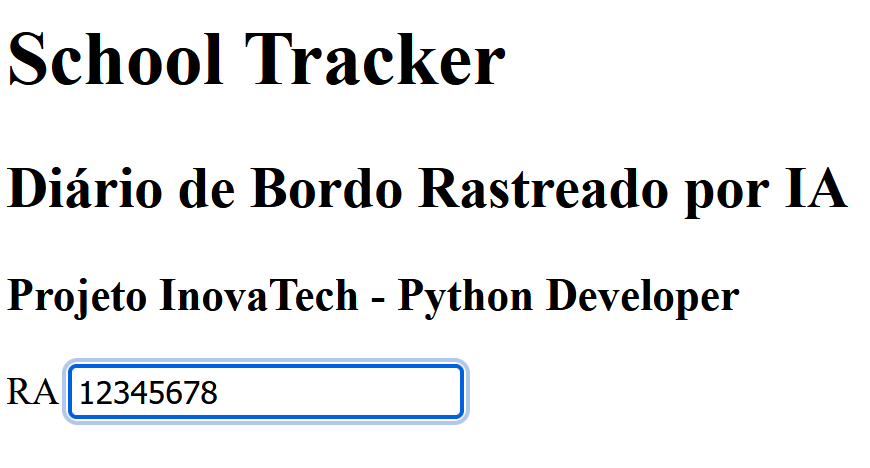 School Tracker
Diário de Bordo Rastreado por IA
Projeto InovaTech - Python Developer
RA 12345678